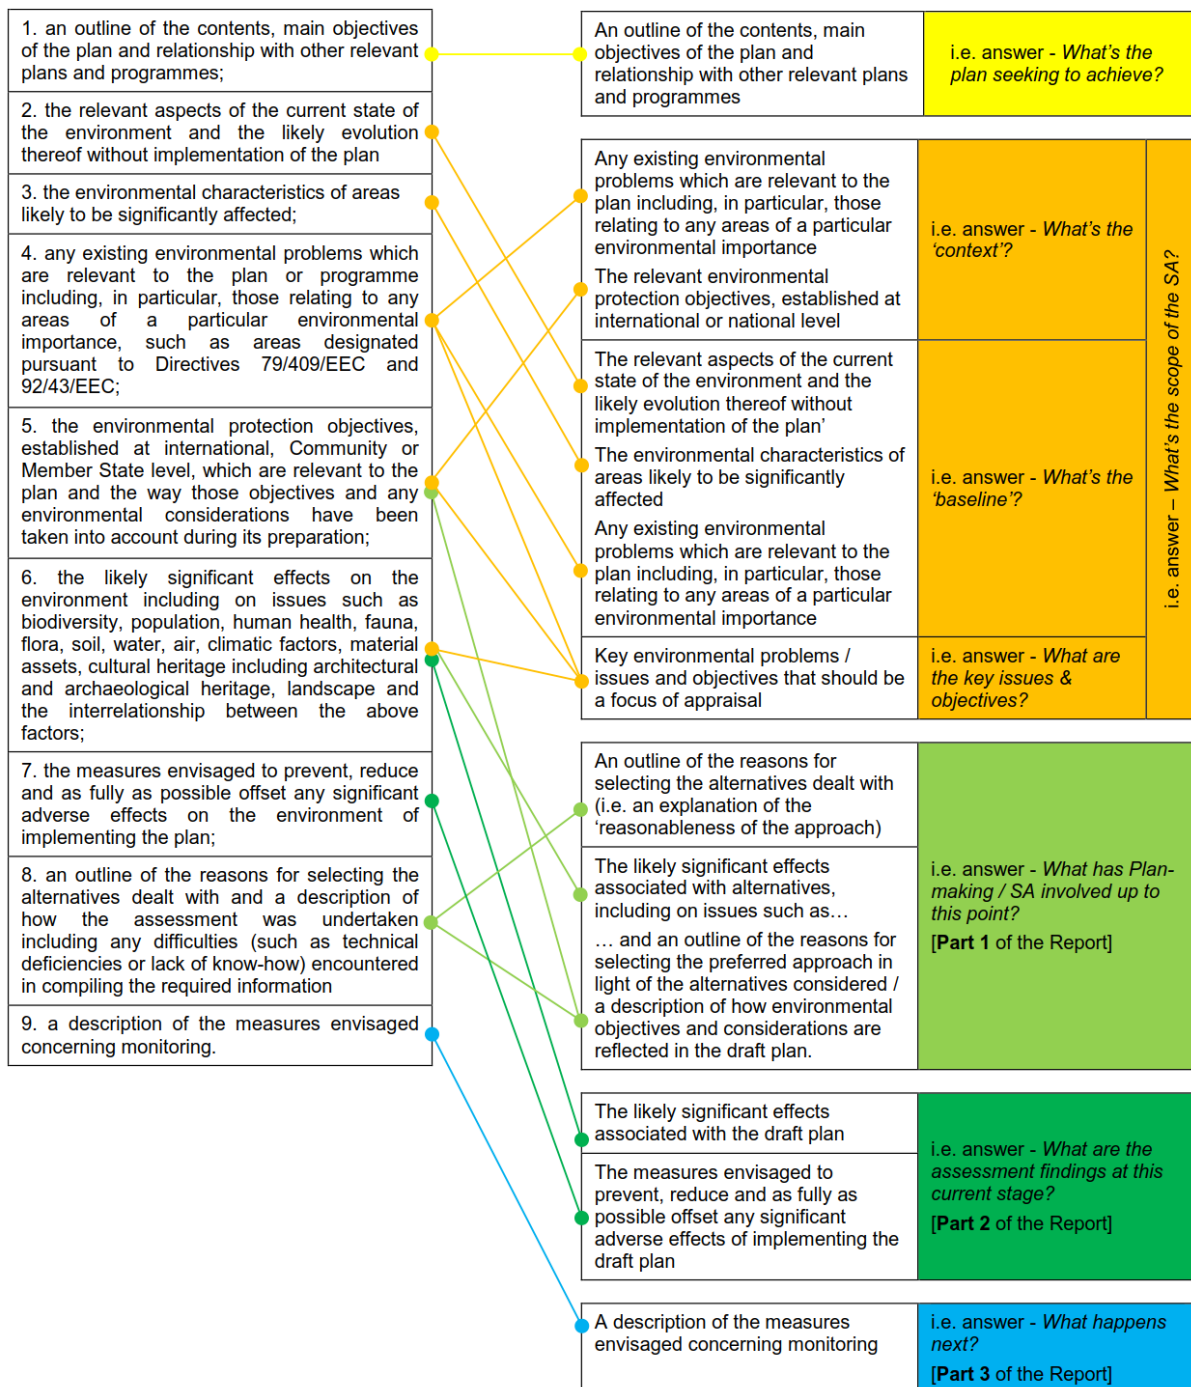 1. an outline of the contents, main objectives
of the plan and relationship with other relevant
plans and programmes;
2. the relevant aspects of the current state of
the environment and the likely evolution
thereof without implementation of the plan
3. the environmental characteristics of areas
likely to be significantly affected;
4. any existing environmental problems which
are relevant to the plan or programme
including, in particular, those relating to any
areas of a particular environmental
importance, such as areas designated
pursuant to Directives 79/409/EEC and
92/43/EEC;
5. the environmental protection objectives,
established at international, Community or
Member State level, which are relevant to the
plan and the way those objectives and any
environmental considerations have been
taken into account during its preparation;
6. the likely significant effects on the
environment including on issues such as
biodiversity, population, human health, fauna,
flora, soil, water, air, climatic factors, material
assets, cultural heritage including architectural
and archaeological heritage, landscape and
the interrelationship between the above
factors;
7. the measures envisaged to prevent, reduce
and as fully as possible offset any significant
adverse effects on the environment of
implementing the plan;
8. an outline of the reasons for selecting the
alternatives dealt with and a description of
how the assessment was undertaken
including any difficulties (such as technical
deficiencies or lack of know-how) encountered
in compiling the required information
9. a description of the measures envisaged
concerning monitoring.
An outline of the contents, main
objectives of the plan and
relationship with other relevant plans
and programmes
i.e. answer - What's the
plan seeking to achieve?
Any existing environmental
problems which are relevant to the
plan including, in particular, those
relating to any areas of a particular
environmental importance
The relevant environmental
protection objectives, established at
international or national level
i.e. answer - What's the
‘context’?
The relevant aspects of the current
state of the environment and the
likely evolution thereof without
implementation of the plan’
The environmental characteristics of
areas likely to be significantly
affected
Any existing environmental
problems which are relevant to the
plan including, in particular, those
relating to any areas of a particular
environmental importance
i.e. answer - What's the
‘baseline’?
Key environmental problems /
issues and objectives that should be
a focus of appraisal
i.e. answer - What are
the key issues &
objectives?
i.e. answer – What's the scope of the SA?
An outline of the reasons for
selecting the alternatives dealt with
(i.e. an explanation of the
‘reasonableness of the approach)
The likely significant effects
associated with alternatives,
including on issues such as…
… and an outline of the reasons for
selecting the preferred approach in
light of the alternatives considered /
a description of how environmental
objectives and considerations are
reflected in the draft plan.
i.e. answer - What has Plan-
making / SA involved up to
this point?
[Part 1 of the Report]
The likely significant effects
associated with the draft plan
The measures envisaged to
prevent, reduce and as fully as
possible offset any significant
adverse effects of implementing the
draft plan
i.e. answer - What are the
assessment findings at this
current stage?
[Part 2 of the Report]
A description of the measures
envisaged concerning monitoring
i.e. answer - What happens
next?
[Part 3 of the Report]